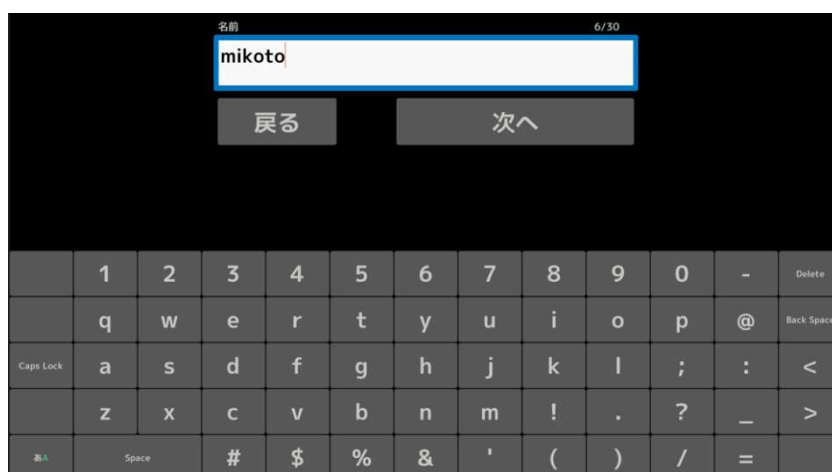 名前 6/30
mikoto
戻る 次へ
1 2 3 4 5 6 7 8 9 0 - Delete
q w e r t y u i o p @ Back Space
Caps Lock a s d f g h j k l ; : <
z x c v b n m ! . ? _ >
あA Space # $ % & ' ( ) / =